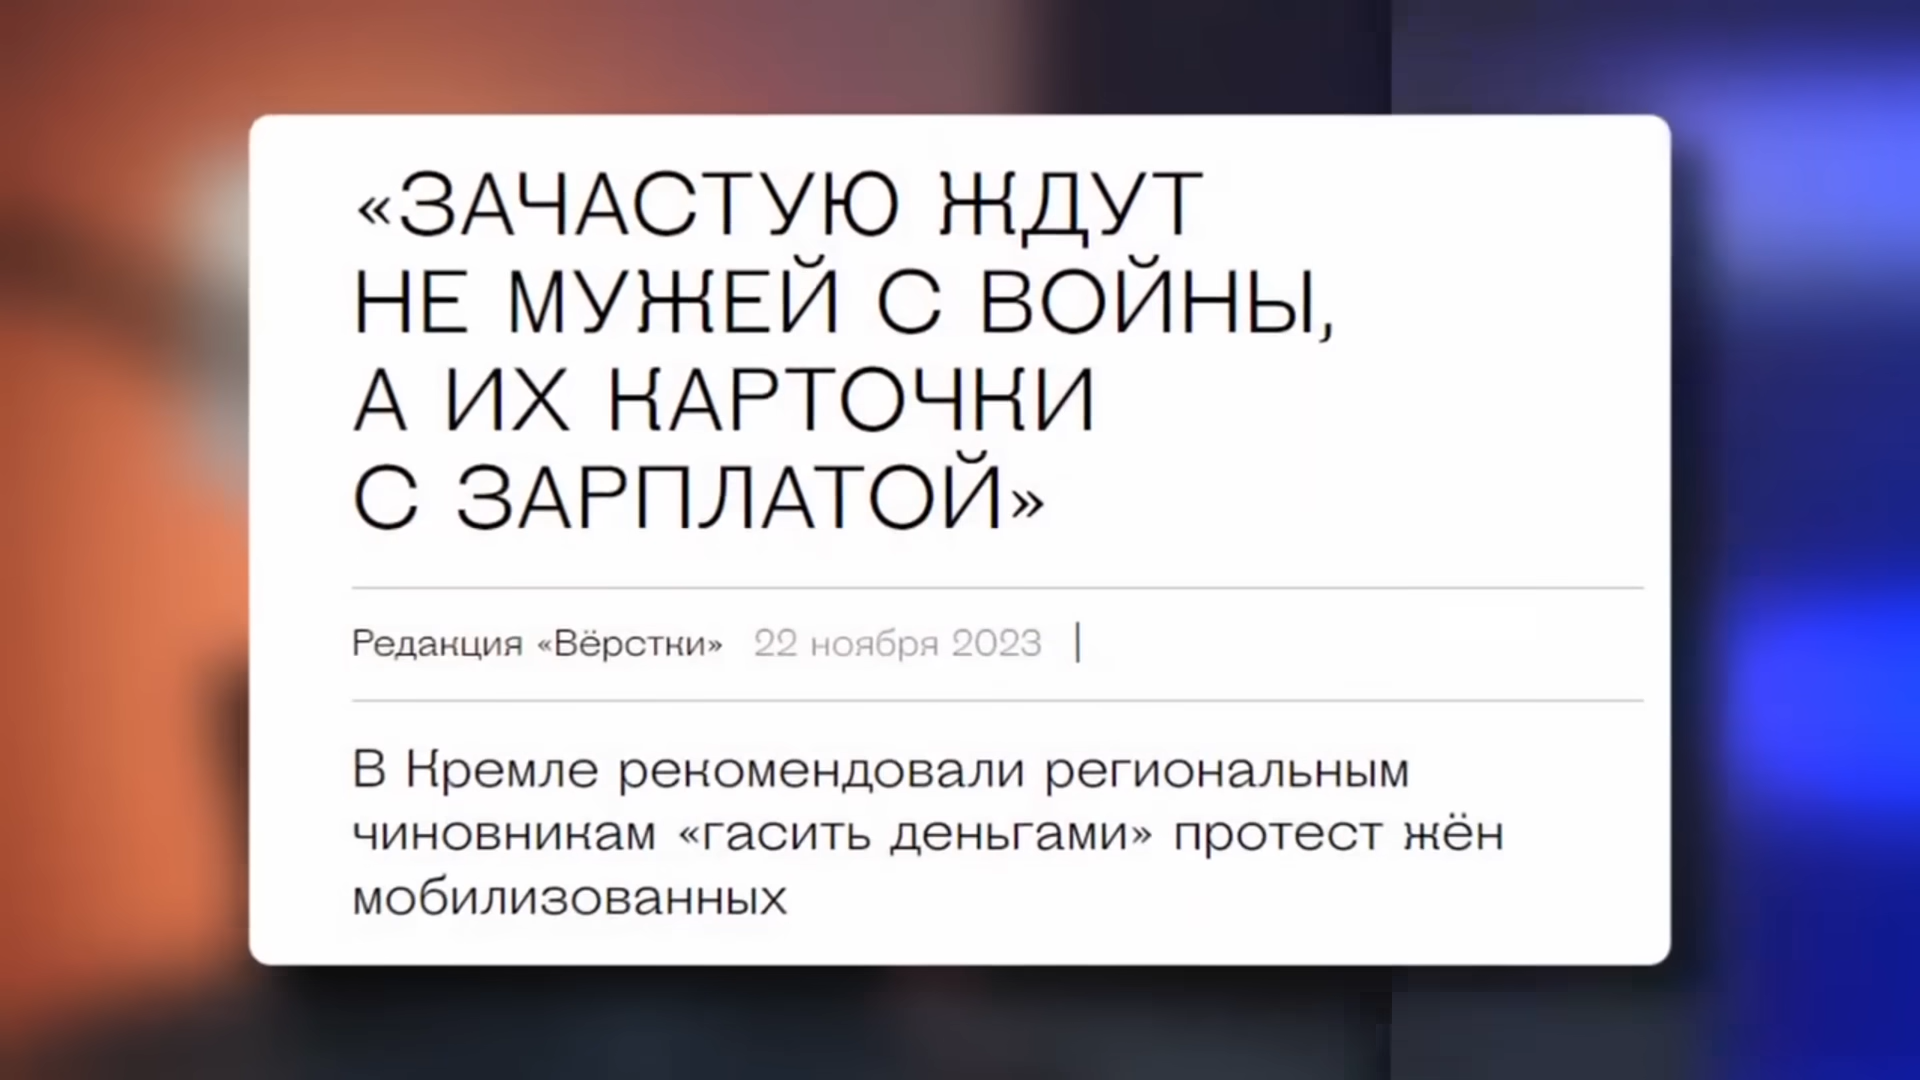 «ЗАЧАСТУЮ ЖДУТ
НЕ МУЖЕЙ С ВОЙНЫ,
А ИХ КАРТОЧКИ
С ЗАРПЛАТОЙ»
Редакция «Вёрстки» 22 ноября 2023 |
В Кремле рекомендовали региональным
чиновникам «гасить деньгами» протест жён
мобилизованных